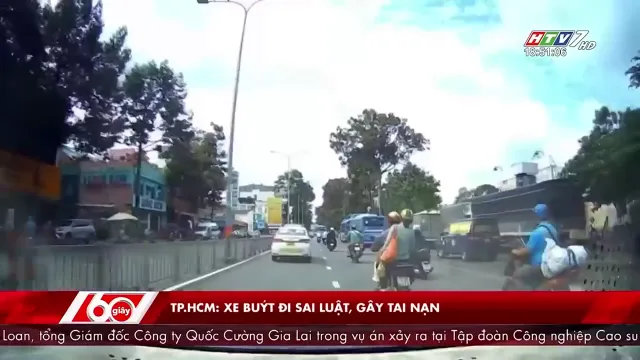 HTV7 HD
18:51:06
60 giây
TP.HCM: XE BUÝT ĐI SAI LUẬT, GÂY TAI NẠN
Loan, tổng Giám đốc Công ty Quốc Cường Gia Lai trong vụ án xảy ra tại Tập đoàn Công nghiệp Cao su